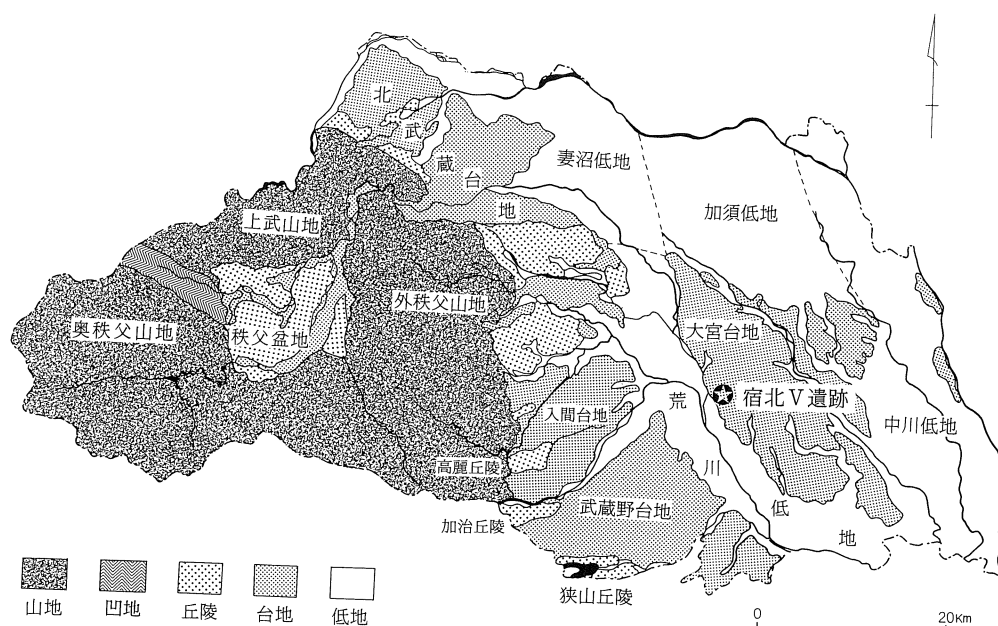 北武蔵台地
妻沼低地
加須低地
上武山地
外秩父山地
奥秩父山地
秩父盆地
大宮台地
宿北Ⅴ遺跡
中川低地
荒川低地
入間台地
高麗丘陵
武蔵野台地
加治丘陵
狭山丘陵
山地
凹地
丘陵
台地
低地
0
20Km